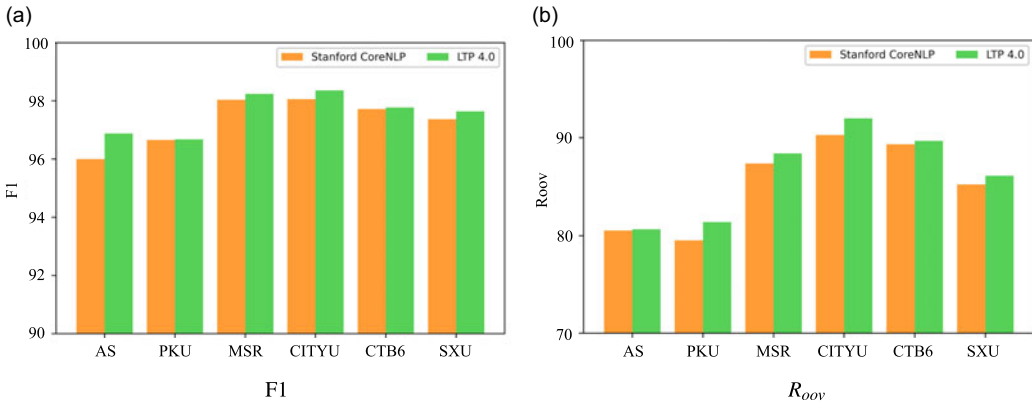 (a)
100
98
96
94
92
90
F1
Stanford CoreNLP LTP 4.0
AS PKU MSR CITYU CTB6 SXU
F1
(b)
100
90
80
70
Roov
Stanford CoreNLP LTP 4.0
AS PKU MSR CITYU CTB6 SXU
Roov